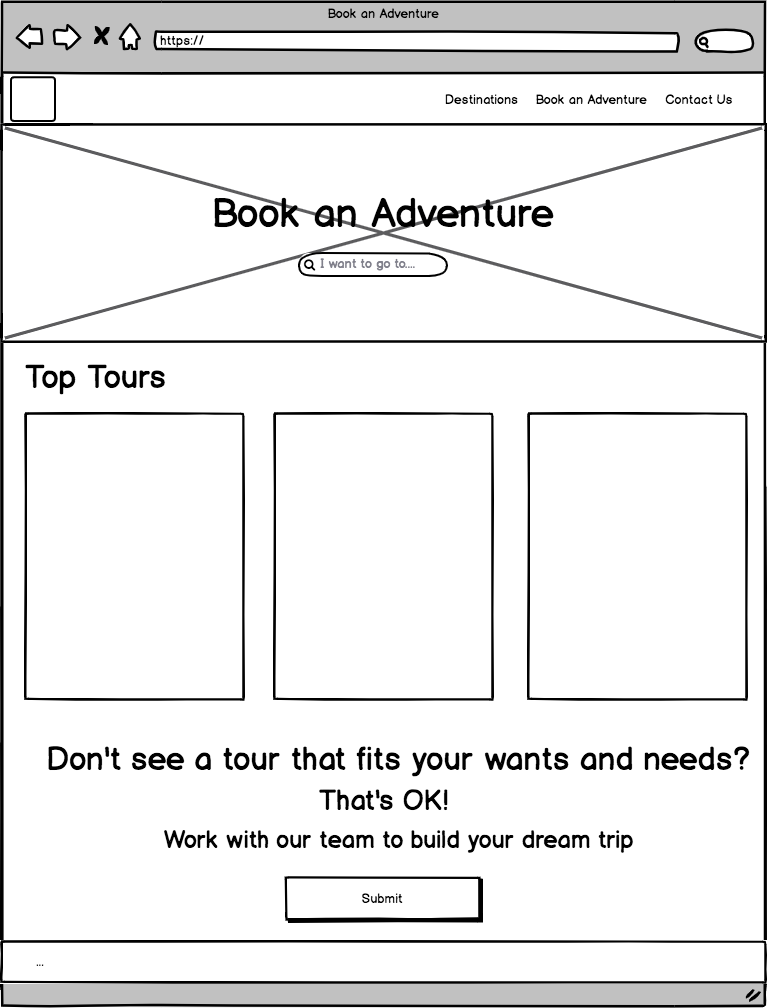 Book an Adventure
https://
Destinations Book an Adventure Contact Us
Book an Adventure
I want to go to....
Top Tours
Don't see a tour that fits your wants and needs?
That's OK!
Work with our team to build your dream trip
Submit
...